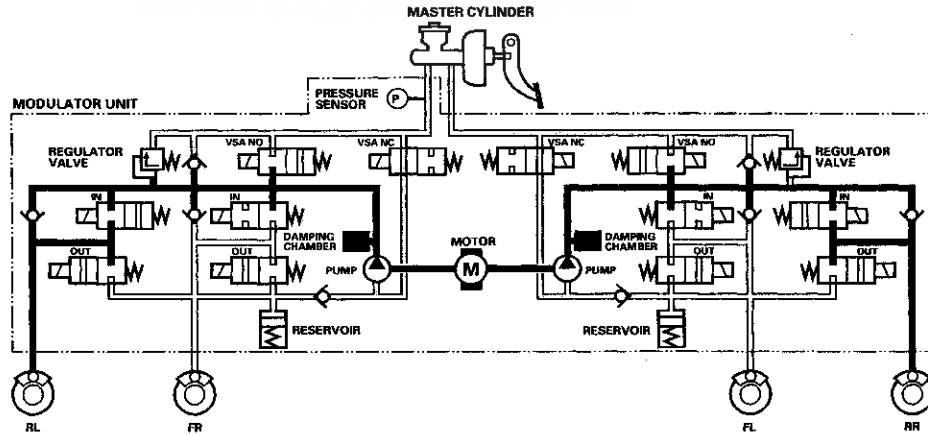 MASTER CYLINDER
PRESSURE SENSOR
P
MODULATOR UNIT
REGULATOR VALVE
VSA NO
VSA NC
VSA NC
VSA NO
REGULATOR VALVE
IN
IN
IN
IN
DAMPING CHAMBER
MOTOR
DAMPING CHAMBER
OUT
OUT
PUMP
M
PUMP
OUT
OUT
RESERVOIR
RESERVOIR
RL
FR
FL
RR